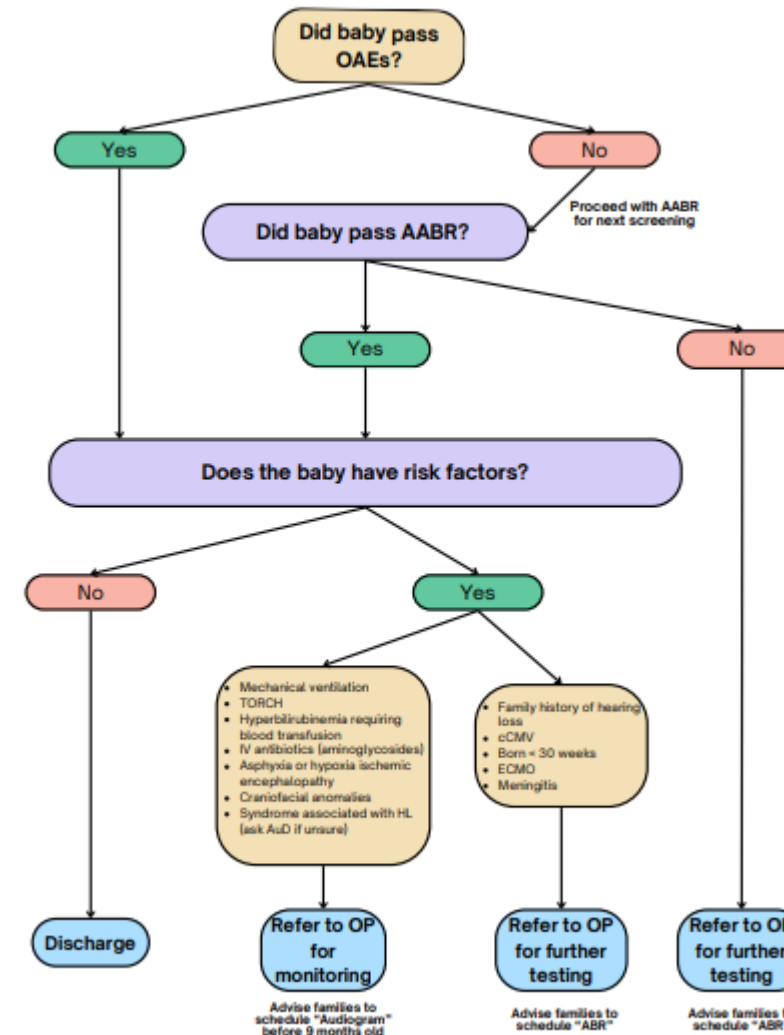 Did baby pass
OAEs?
Yes
No
Proceed with AABR
for next screening
Did baby pass AABR?
Yes
No
Does the baby have risk factors?
No
Yes
• Mechanical ventilation
• TORCH
• Hyperbilirubinemia requiring
blood transfusion
• IV antibiotics (aminoglycosides)
• Asphyxia or hypoxia ischemic
encephalopathy
• Craniofacial anomalies
• Syndrome associated with HL
(ask AuD if unsure)
• Family history of hearing
loss
• cCMV
• Born < 30 weeks
• ECMO
• Meningitis
Discharge
Refer to OP
for
monitoring
Refer to OP
for further
testing
Refer to O
for further
testing
Advise families to
schedule "Audiogram"
before 9 months old
Advise families to
schedule "ABR"
Advise families
schedule "ABR